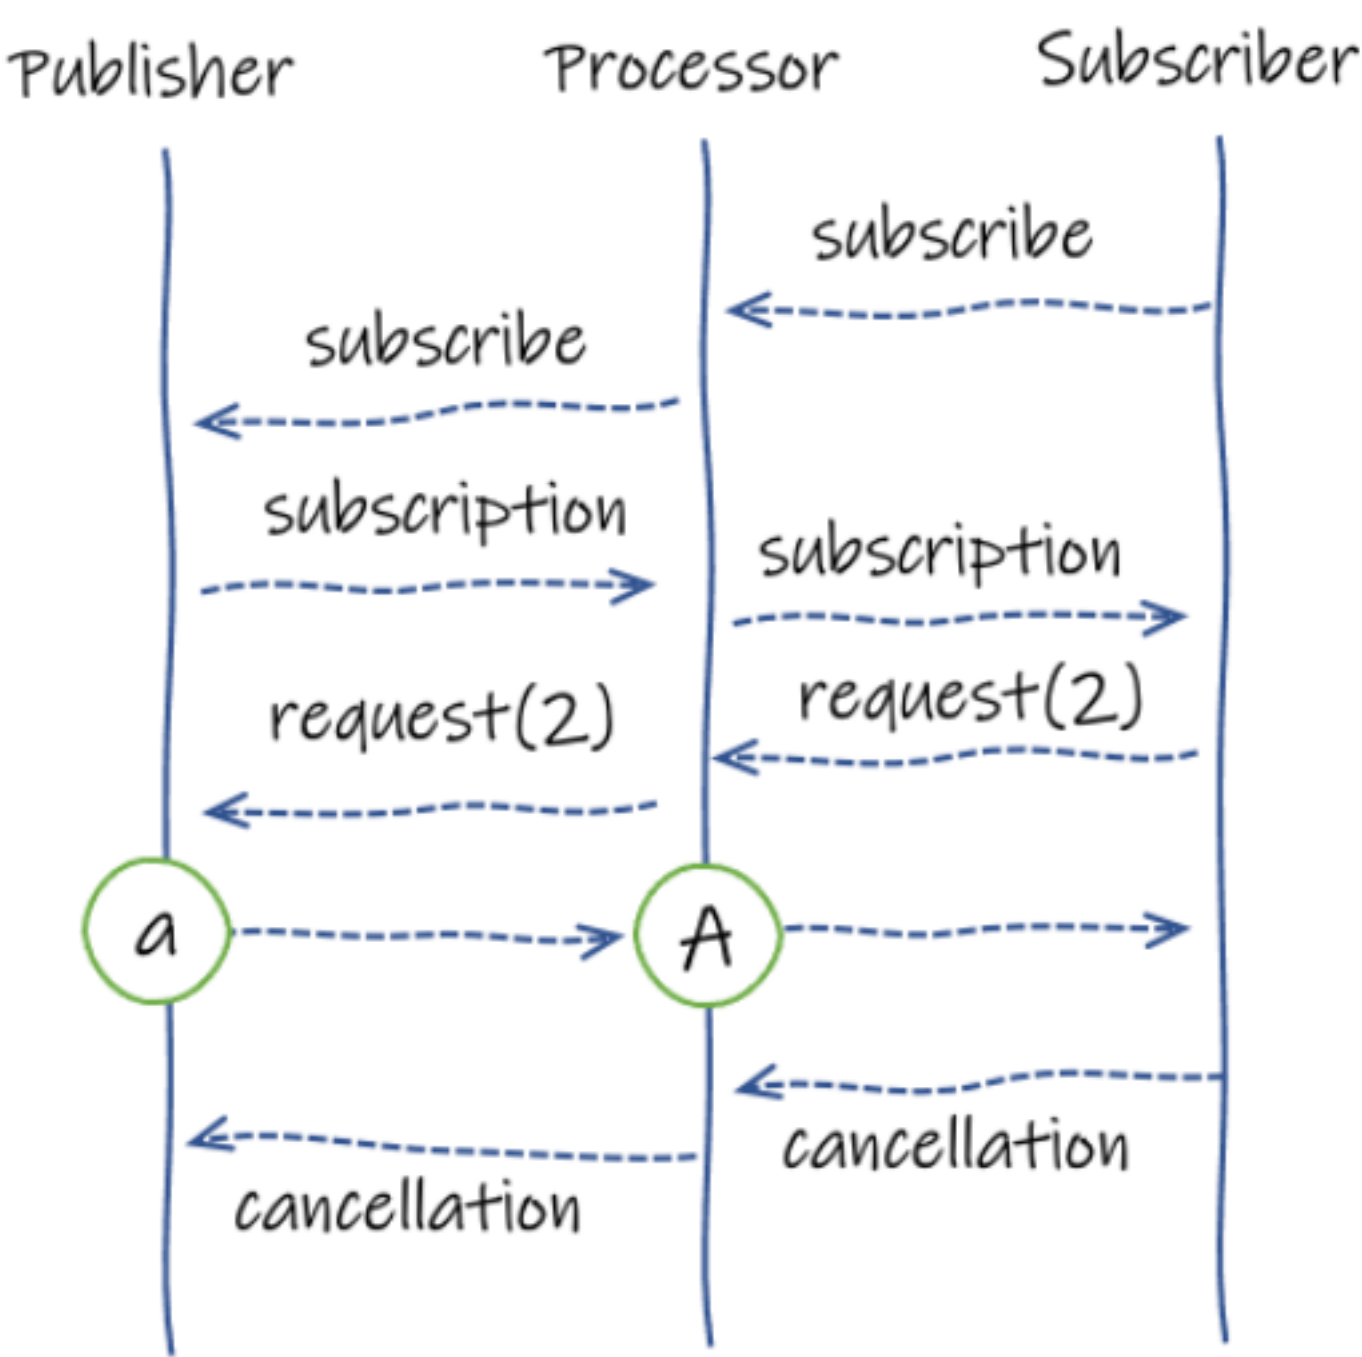 Publisher
Processor
Subscriber
subscribe
subscribe
subscription
subscription
request(2)
request(2)
a
A
cancellation
cancellation